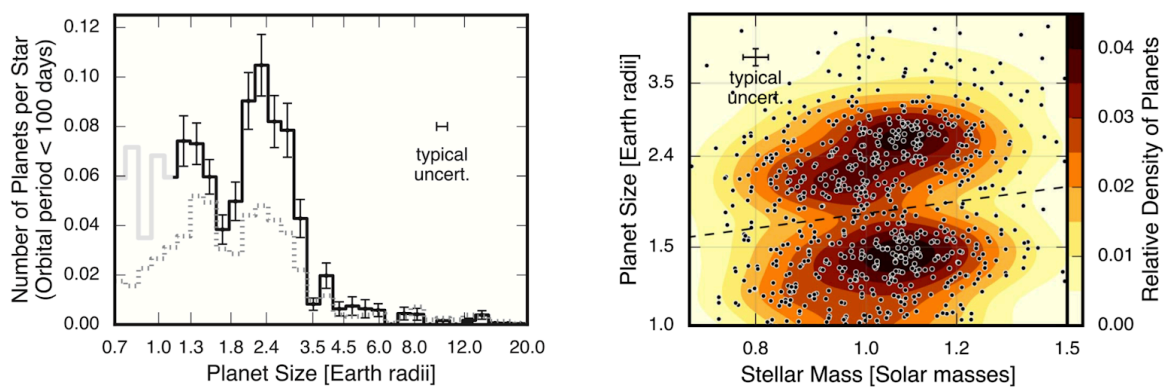 Number of Planets per Star
(Orbital period < 100 days)
0.12
0.10
0.08
0.06
0.04
0.02
0.00
typical
uncert.
0.7 1.0 1.3 1.8 2.4 3.5 4.5 6.0 8.0 12.0 20.0
Planet Size [Earth radii]
Planet Size [Earth radii]
3.5
2.4
1.5
1.0
typical
uncert.
0.8 1.0 1.2 1.5
Stellar Mass [Solar masses]
0.04
0.03
0.02
0.01
0.00
Relative Density of Planets